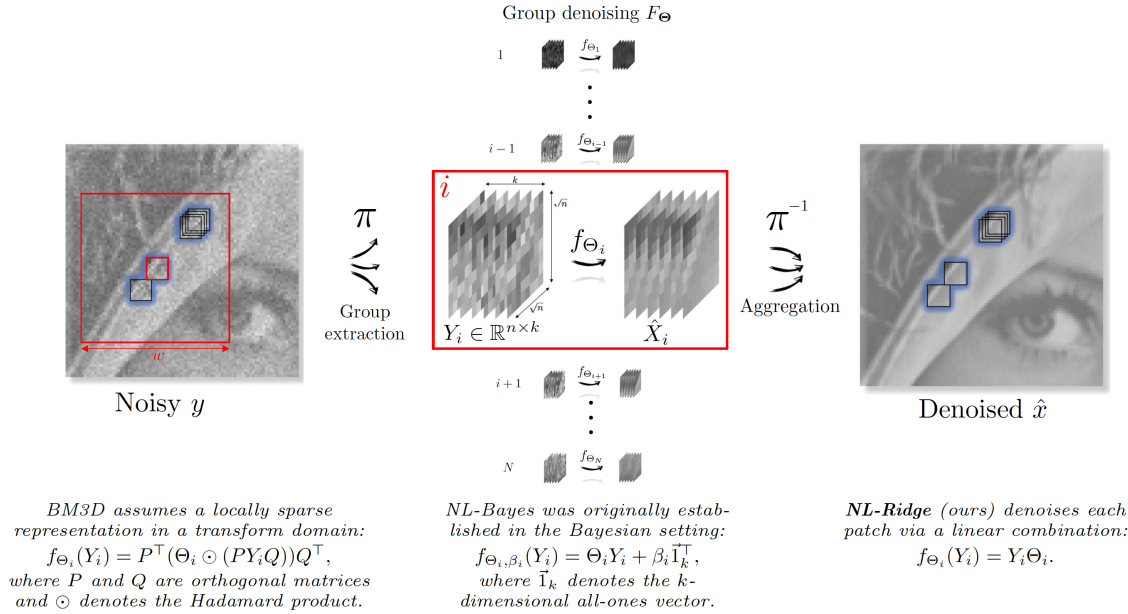 Group denoising $F_{\mathbf{\Theta}}$
1
$f_{\Theta_1}$
$i-1$
$f_{\Theta_{i-1}}$
$i$
$k$
$\sqrt{n}$
$\sqrt{n}$
$f_{\Theta_i}$
$Y_i \in \mathbb{R}^{n \times k}$
$\hat{X}_i$
$\pi$
Group
extraction
$\pi^{-1}$
Aggregation
$w$
Noisy $y$
Denoised $\hat{x}$
$i+1$
$f_{\Theta_{i+1}}$
$N$
$f_{\Theta_N}$
BM3D assumes a locally sparse
representation in a transform domain:
$f_{\Theta_i}(Y_i) = P^\top(\Theta_i \odot (PY_iQ))Q^\top,$
where $P$ and $Q$ are orthogonal matrices
and $\odot$ denotes the Hadamard product.
NL-Bayes was originally estab-
lished in the Bayesian setting:
$f_{\Theta_i,\beta_i}(Y_i) = \Theta_i Y_i + \beta_i \vec{1}_k^\top,$
where $\vec{1}_k$ denotes the $k$-
dimensional all-ones vector.
NL-Ridge (ours) denoises each
patch via a linear combination:
$f_{\Theta_i}(Y_i) = Y_i\Theta_i.$